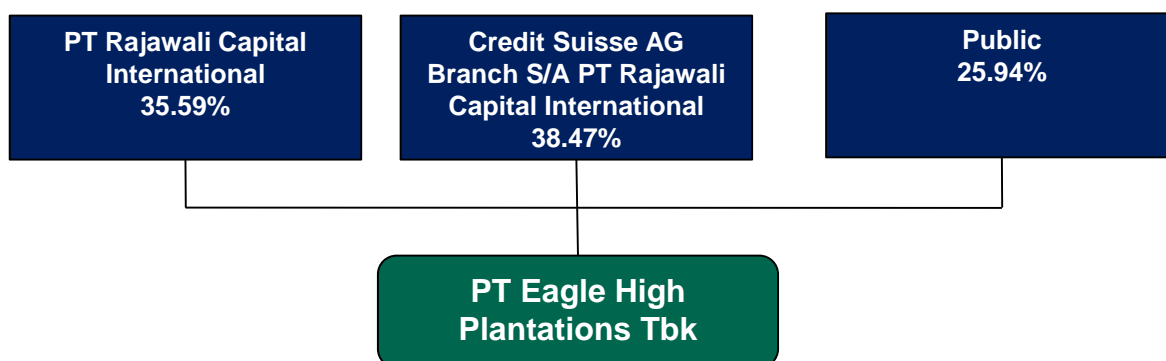 PT Rajawali Capital
International
35.59%
Credit Suisse AG
Branch S/A PT Rajawali
Capital International
38.47%
Public
25.94%
PT Eagle High
Plantations Tbk